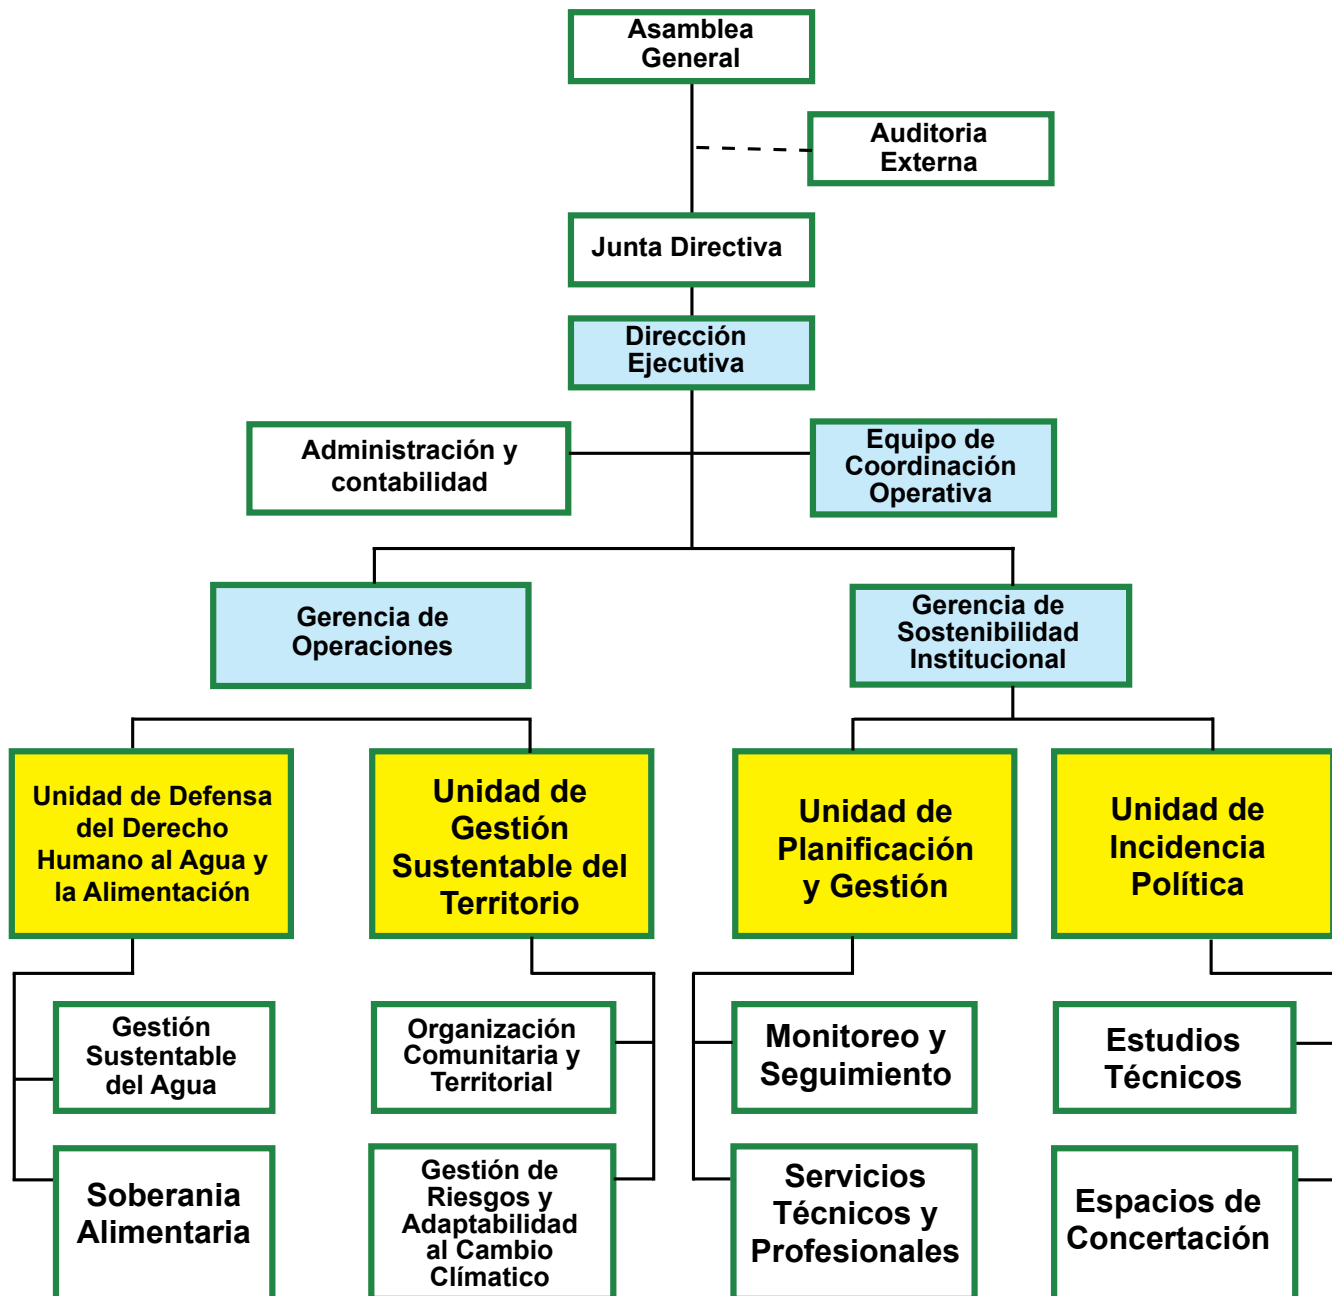 Asamblea
General
Auditoria
Externa
Junta Directiva
Dirección
Ejecutiva
Administración y
contabilidad
Equipo de
Coordinación
Operativa
Gerencia de
Operaciones
Gerencia de
Sostenibilidad
Institucional
Unidad de Defensa
del Derecho
Humano al Agua y
la Alimentación
Unidad de
Gestión
Sustentable del
Territorio
Unidad de
Planificación
y Gestión
Unidad de
Incidencia
Política
Gestión
Sustentable
del Agua
Organización
Comunitaria y
Territorial
Monitoreo y
Seguimiento
Estudios
Técnicos
Soberania
Alimentaria
Gestión de
Riesgos y
Adaptabilidad
al Cambio
Clímatico
Servicios
Técnicos y
Profesionales
Espacios de
Concertación